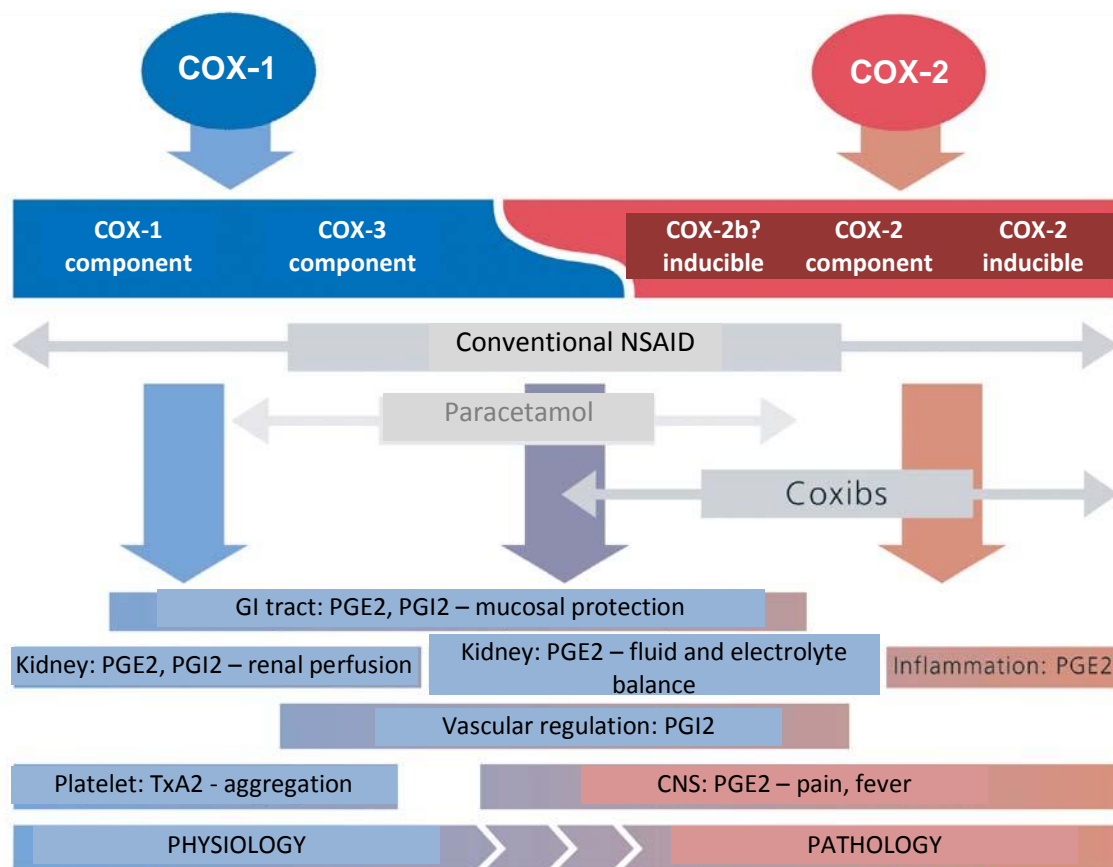 COX-1
COX-2
COX-1
component
COX-3
component
COX-2b?
inducible
COX-2
component
COX-2
inducible
Conventional NSAID
Paracetamol
Coxibs
GI tract: PGE2, PGI2 – mucosal protection
Kidney: PGE2, PGI2 – renal perfusion
Kidney: PGE2 – fluid and electrolyte
balance
Inflammation: PGE2
Vascular regulation: PGI2
Platelet: TxA2 - aggregation
CNS: PGE2 – pain, fever
PHYSIOLOGY
PATHOLOGY